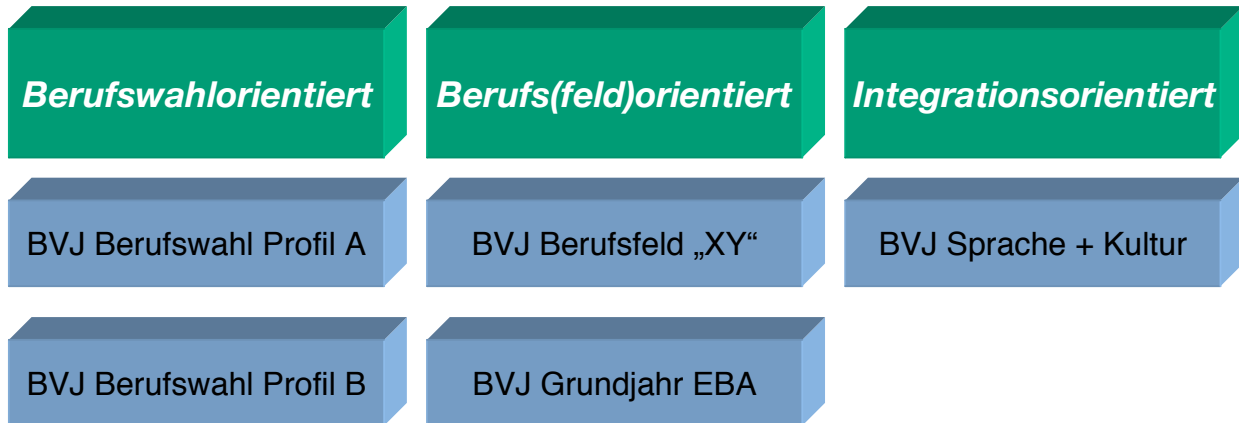 Berufswahlorientiert
Berufs(feld)orientiert
Integrationsorientiert
BVJ Berufswahl Profil A
BVJ Berufsfeld „XY“
BVJ Sprache + Kultur
BVJ Berufswahl Profil B
BVJ Grundjahr EBA